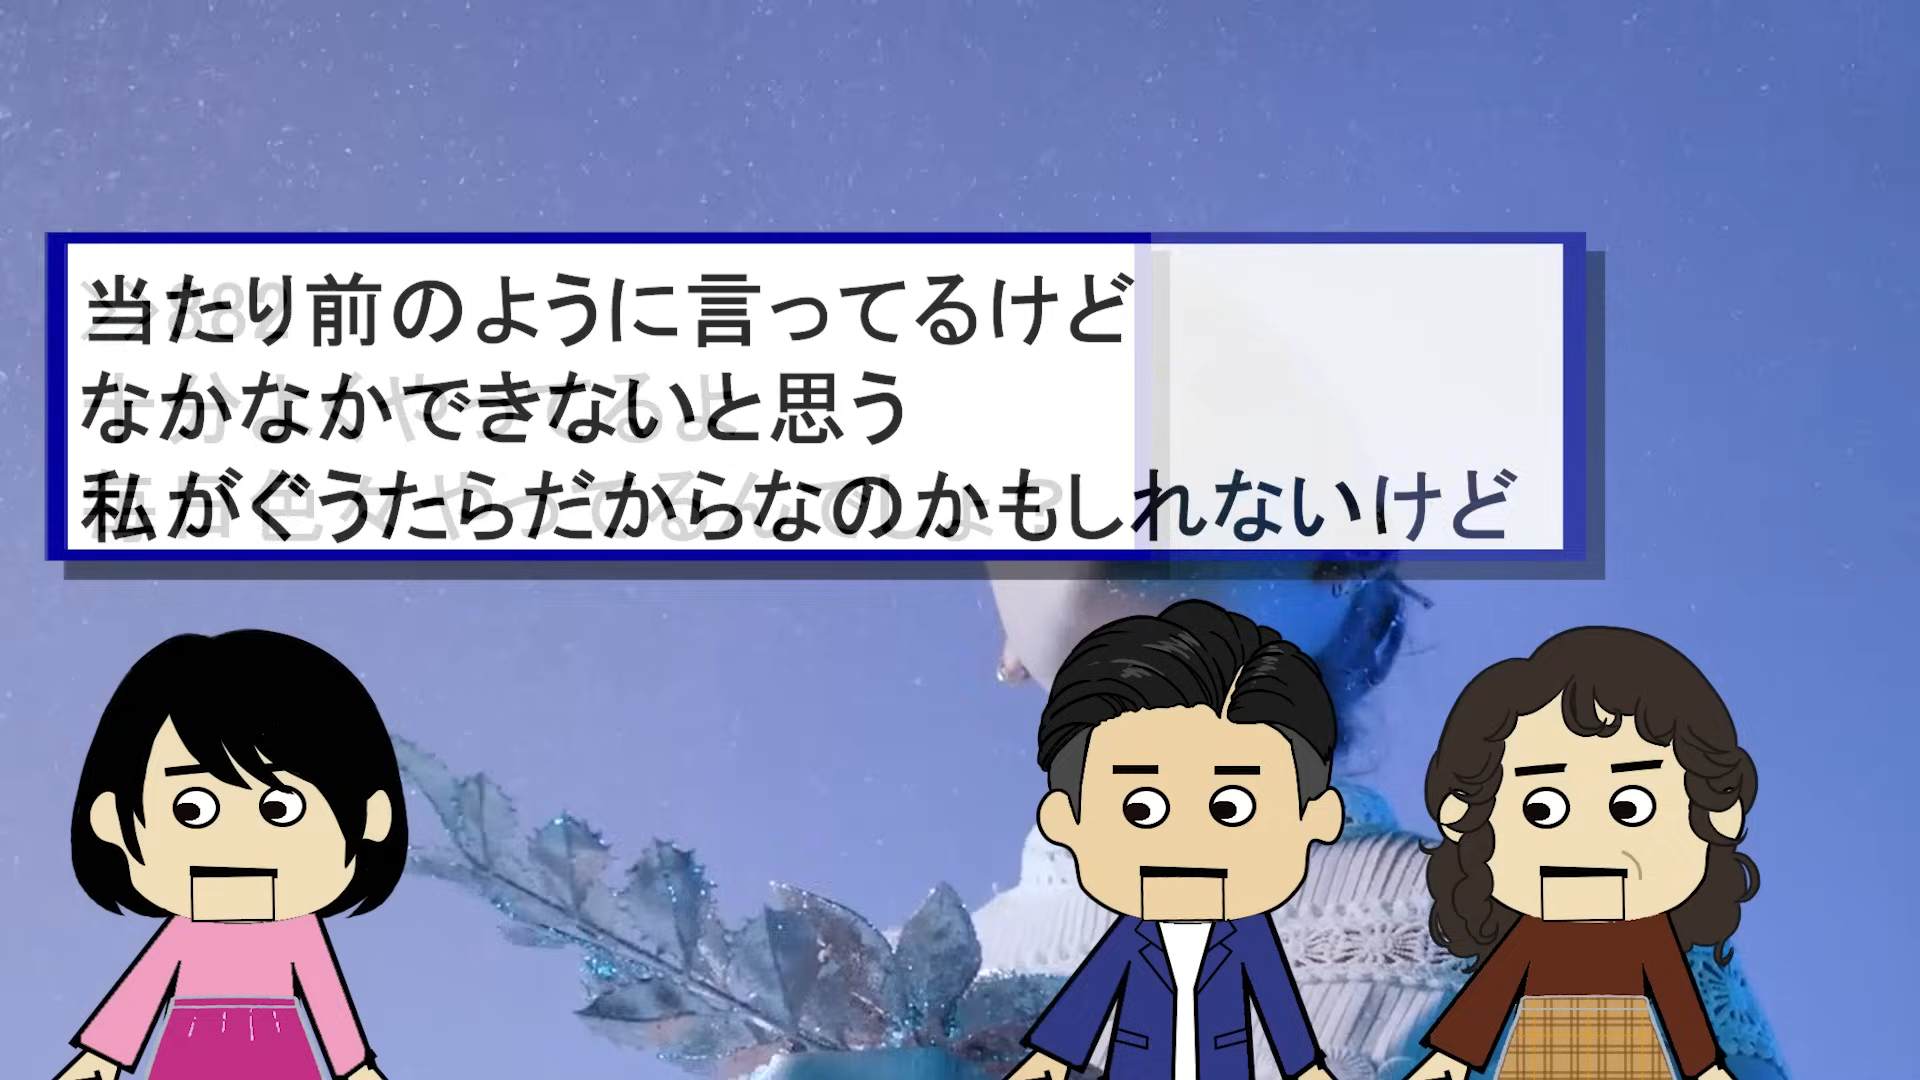 当たり前のように言ってるけど
なかなかできないと思う
私がぐうたらだからなのかもしれないけど